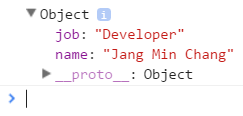 Object i
job: "Developer"
name: "Jang Min Chang"
__proto__: Object